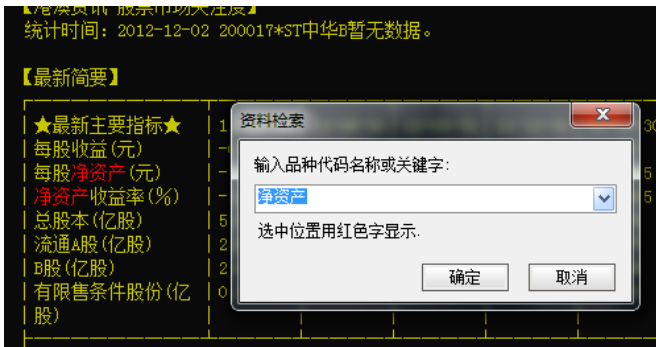 【港澳资讯 股票市场关注度】
统计时间：2012-12-02 200017*ST中华B暂无数据。
【最新简要】
★最新主要指标★
每股收益(元)
每股净资产(元)
净资产收益率(%)
总股本(亿股)
流通A股(亿股)
B股(亿股)
有限售条件股份(亿
股)
资料检索
输入品种代码名称或关键字:
净资产
选中位置用红色字显示.
确定 取消